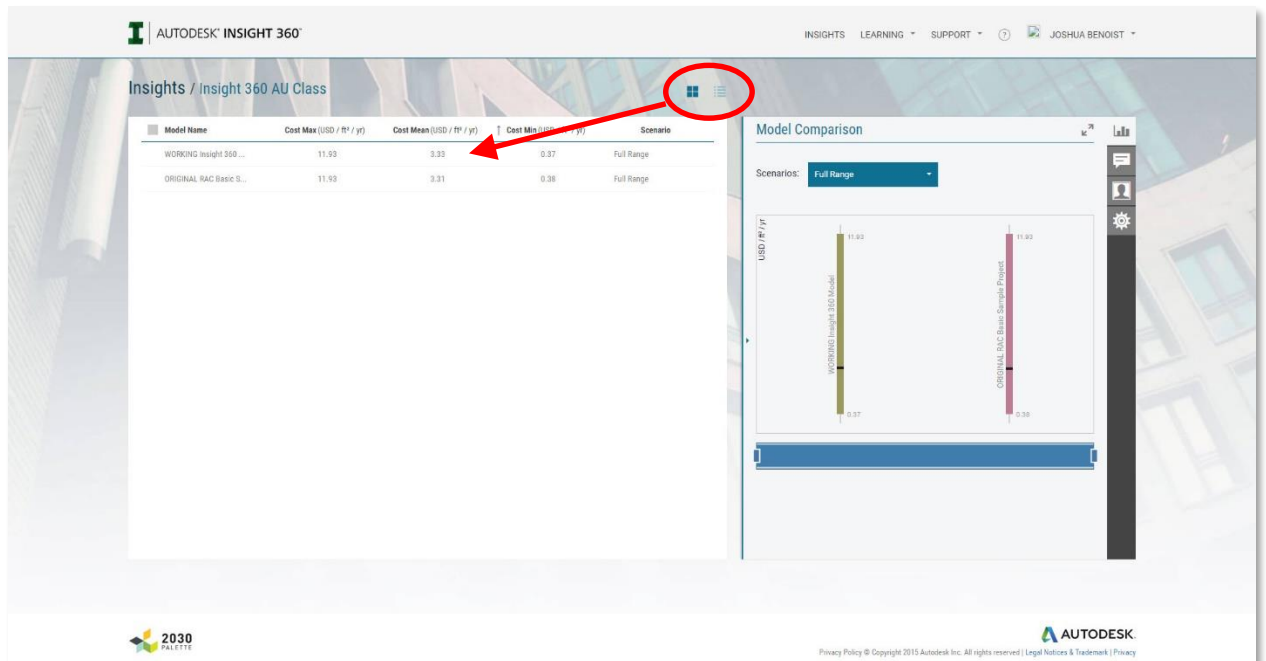 AUTODESK® INSIGHT 360™
INSIGHTS LEARNING SUPPORT ? JOSHUA BENOIST
Insights / Insight 360 AU Class
Model Name Cost Max (USD / ft² / yr) Cost Mean (USD / ft² / yr) Cost Min Scenario
WORKING Insight 360 ... 11.93 3.33 0.37 Full Range
ORIGINAL RAC Basic S... 11.93 3.31 0.38 Full Range
Model Comparison
Scenarios: Full Range
USD / ft² / yr
11.93
11.93
WORKING Insight 360 Model
ORIGINAL RAC Basic Sample Project
0.37
0.38
2030
PALETTE
AUTODESK.
Privacy Policy © Copyright 2015 Autodesk Inc. All rights reserved | Legal Notices & Trademark | Privacy